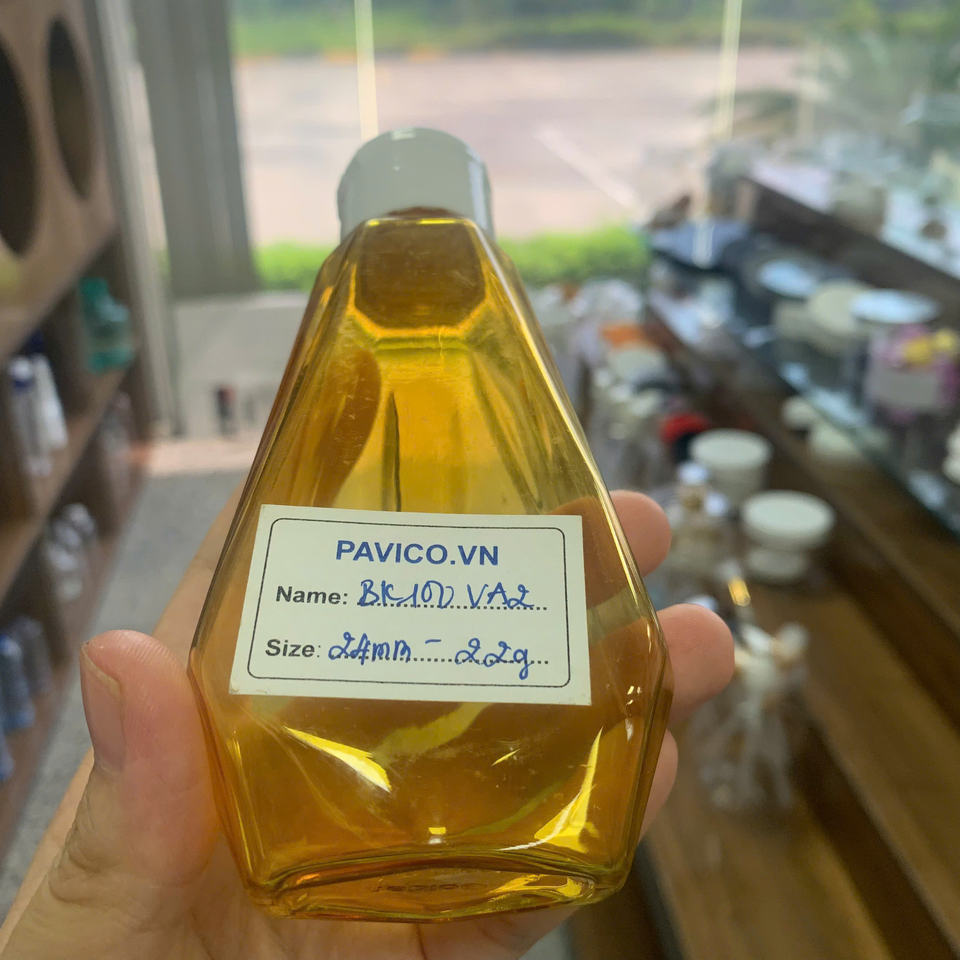 PAVICO.VN
Name: BK100 VA2
Size: 24mm - 22g